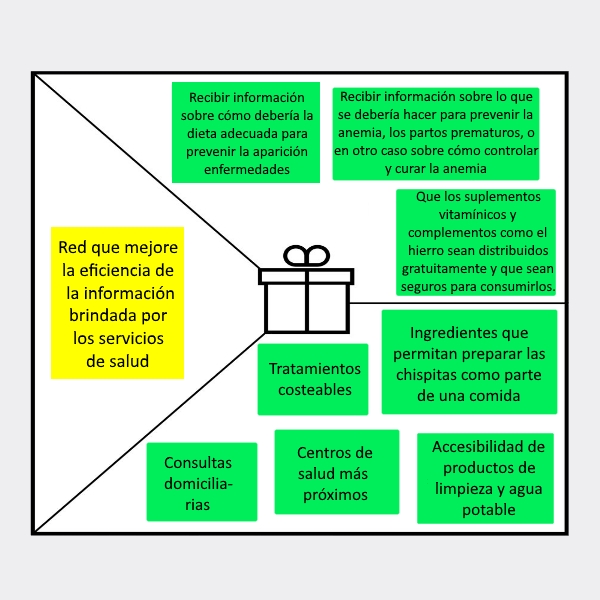 Recibir información
sobre cómo debería la
dieta adecuada para
prevenir la aparición
enfermedades
Recibir información sobre lo que
se debería hacer para prevenir la
anemia, los partos prematuros, o
en otro caso sobre cómo controlar
y curar la anemia
Que los suplementos
vitamínicos y
complementos como el
hierro sean distribuidos
gratuitamente y que sean
seguros para consumirlos.
Red que mejore
la eficiencia de
la información
brindada por
los servicios
de salud
Ingredientes que
permitan preparar las
chispitas como parte
de una comida
Tratamientos
costeables
Consultas
domicilia-
rias
Centros de
salud más
próximos
Accesibilidad de
productos de
limpieza y agua
potable